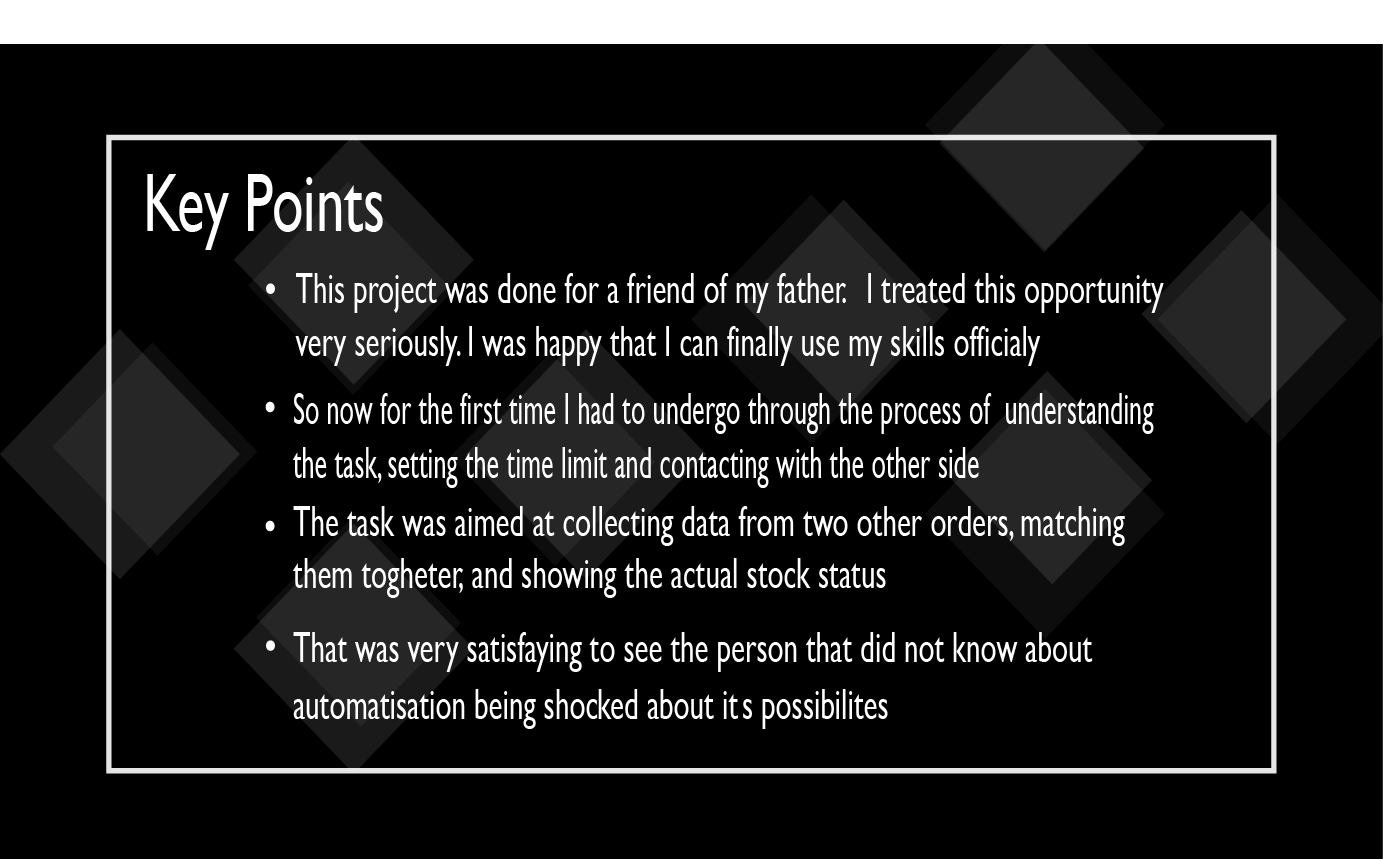 Key Points
• This project was done for a friend of my father. I treated this opportunity
very seriously. I was happy that I can finally use my skills officialy
• So now for the first time I had to undergo through the process of understanding
the task, setting the time limit and contacting with the other side
• The task was aimed at collecting data from two other orders, matching
them togheter, and showing the actual stock status
• That was very satisfaying to see the person that did not know about
automatisation being shocked about its possibilites